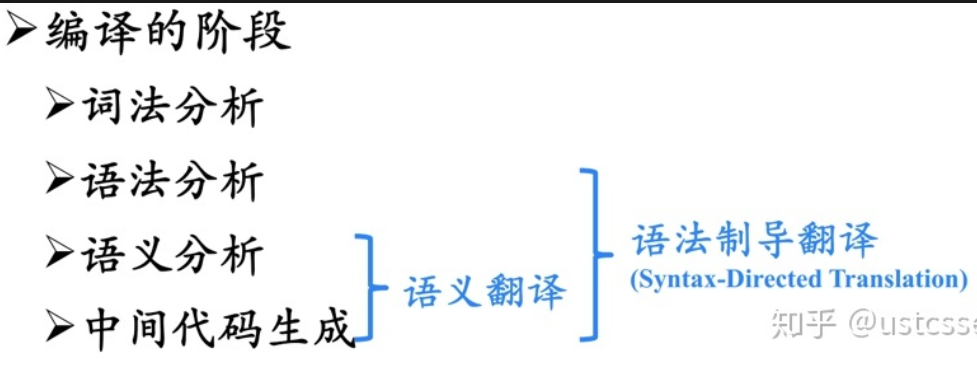 ➢编译的阶段
➢词法分析
➢语法分析
➢语义分析
➢中间代码生成
语义翻译
语法制导翻译
(Syntax-Directed Translation)
知乎 @ustcsse